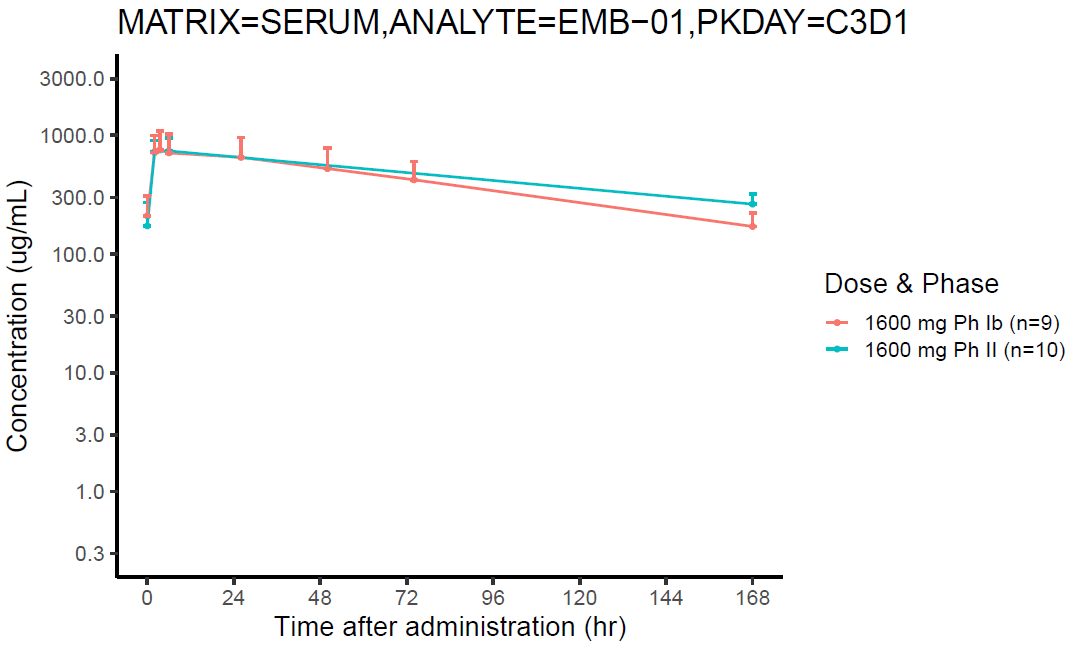 MATRIX=SERUM,ANALYTE=EMB−01,PKDAY=C3D1
Concentration (ug/mL)
3000.0
1000.0
300.0
100.0
30.0
10.0
3.0
1.0
0.3
0 24 48 72 96 120 144 168
Time after administration (hr)
Dose & Phase
1600 mg Ph Ib (n=9)
1600 mg Ph II (n=10)